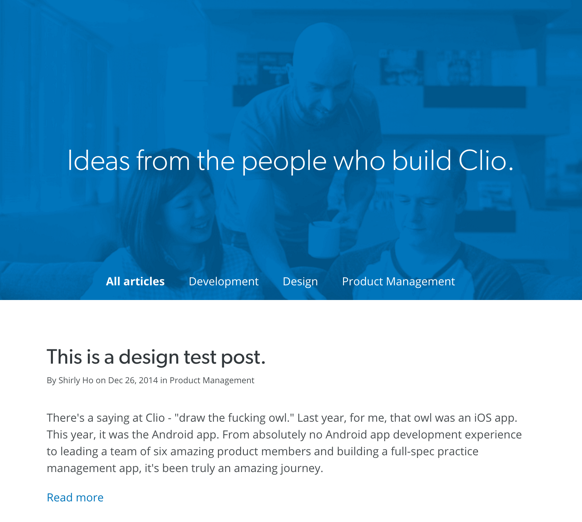 Ideas from the people who build Clio.
All articles Development Design Product Management
This is a design test post.
By Shirly Ho on Dec 26, 2014 in Product Management
There's a saying at Clio - "draw the fucking owl." Last year, for me, that owl was an iOS app.
This year, it was the Android app. From absolutely no Android app development experience
to leading a team of six amazing product members and building a full-spec practice
management app, it's been truly an amazing journey.
Read more